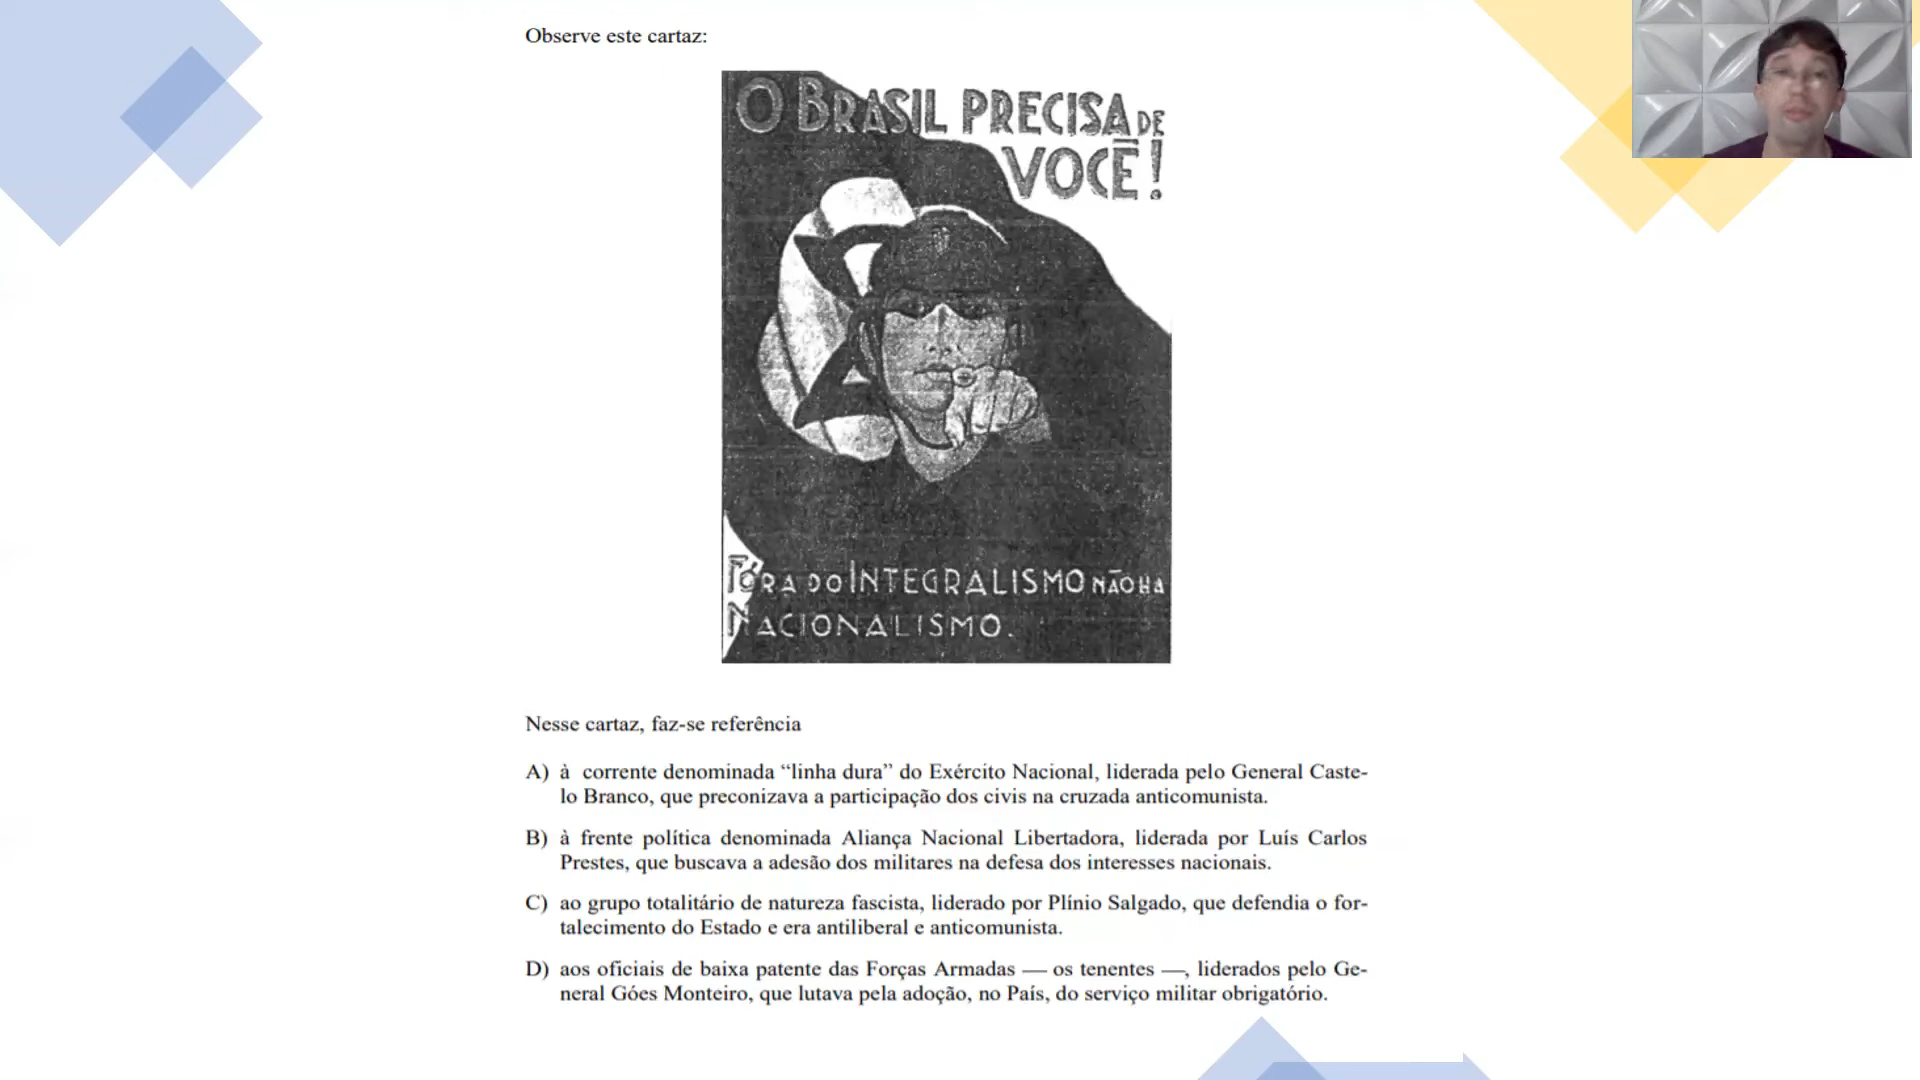 Observe este cartaz:
O BRASIL PRECISA DE
VOCÊ!
FÓRA DO INTEGRALISMO NÃO HA
NACIONALISMO.
Nesse cartaz, faz-se referência
A) à corrente denominada “linha dura” do Exército Nacional, liderada pelo General Caste-
lo Branco, que preconizava a participação dos civis na cruzada anticomunista.
B) à frente política denominada Aliança Nacional Libertadora, liderada por Luís Carlos
Prestes, que buscava a adesão dos militares na defesa dos interesses nacionais.
C) ao grupo totalitário de natureza fascista, liderado por Plínio Salgado, que defendia o for-
talecimento do Estado e era antiliberal e anticomunista.
D) aos oficiais de baixa patente das Forças Armadas — os tenentes —, liderados pelo Ge-
neral Góes Monteiro, que lutava pela adoção, no País, do serviço militar obrigatório.